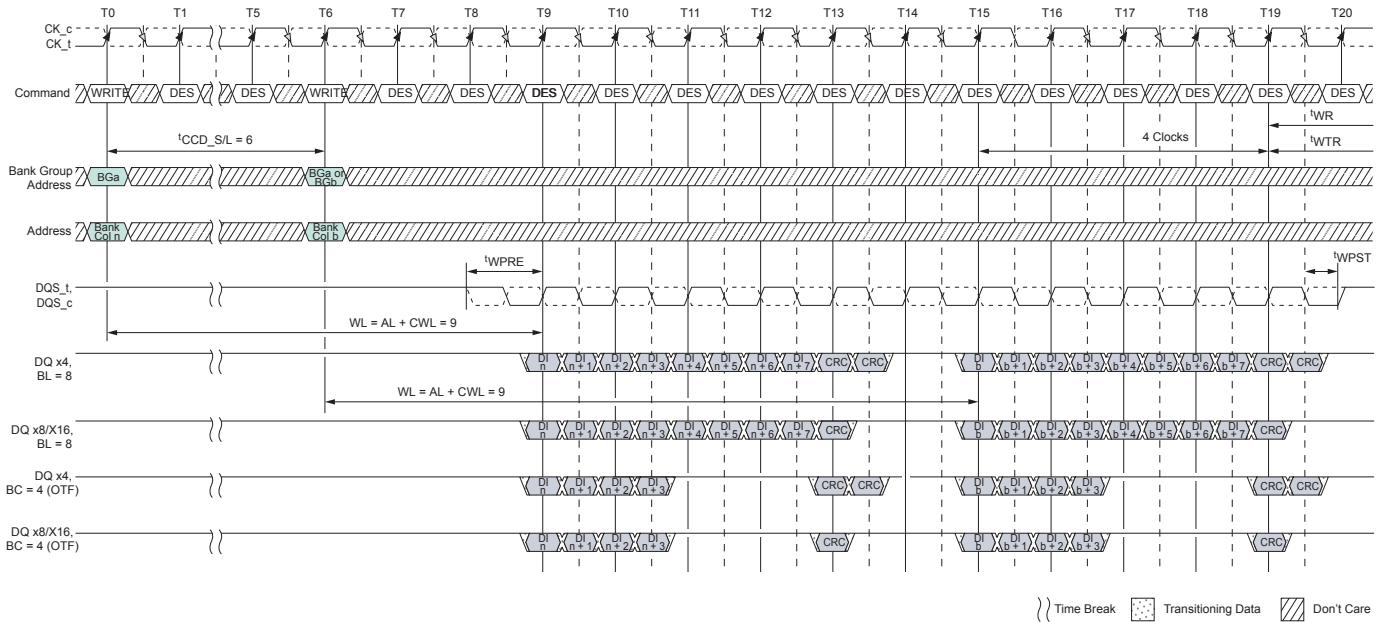 T0 T1 T5 T6 T7 T8 T9 T10 T11 T12 T13 T14 T15 T16 T17 T18 T19 T20
CK_c
CK_t
Command WRITE DES DES WRITE DES DES DES DES DES DES DES DES DES DES DES DES DES DES
tWR
tCCD_S/L = 6
4 Clocks
tWTR
Bank Group
Address
BGa
BGa or
BGb
Address
Bank
Col n
Bank
Col b
tWPRE
tWPST
DQS_t,
DQS_c
WL = AL + CWL = 9
DQ x4,
BL = 8
DI DI DI DI DI DI DI DI CRC CRC DI DI DI DI DI DI DI DI CRC CRC
n n + 1 n + 2 n + 3 n + 4 n + 5 n + 6 n + 7 b b + 1 b + 2 b + 3 b + 4 b + 5 b + 6 b + 7
WL = AL + CWL = 9
DQ x8/X16,
BL = 8
DI DI DI DI DI DI DI DI CRC DI DI DI DI DI DI DI DI CRC
n n + 1 n + 2 n + 3 n + 4 n + 5 n + 6 n + 7 b b + 1 b + 2 b + 3 b + 4 b + 5 b + 6 b + 7
DQ x4,
BC = 4 (OTF)
DI DI DI DI CRC CRC DI DI DI DI CRC CRC
n n + 1 n + 2 n + 3 b b + 1 b + 2 b + 3
DQ x8/X16,
BC = 4 (OTF)
DI DI DI DI CRC DI DI DI DI CRC
n n + 1 n + 2 n + 3 b b + 1 b + 2 b + 3
Time Break Transitioning Data Don't Care